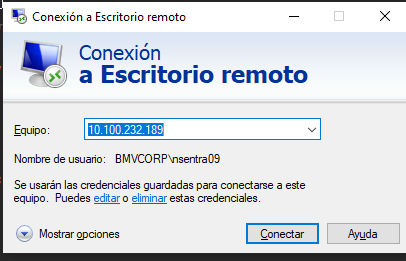 Conexión a Escritorio remoto
Conexión
a Escritorio remoto
Equipo: 10.100.232.189
Nombre de usuario: BMVCORP\nsentra09
Se usarán las credenciales guardadas para conectarse a este
equipo. Puedes editar o eliminar estas credenciales.
Mostrar opciones Conectar Ayuda